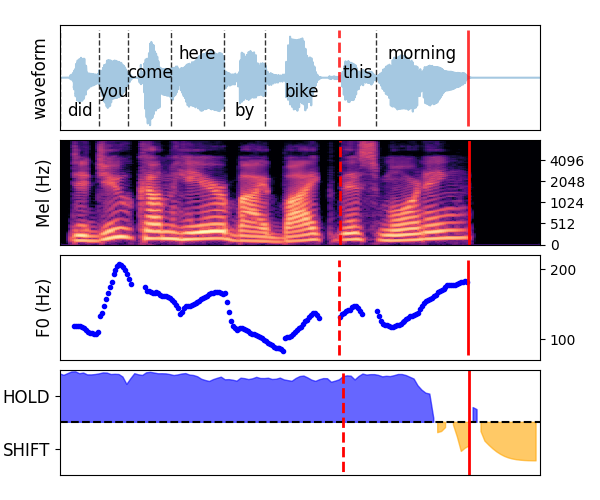 waveform
did you come here by bike this morning
Mel (Hz)
4096
2048
1024
512
0
F0 (Hz)
200
100
HOLD
SHIFT